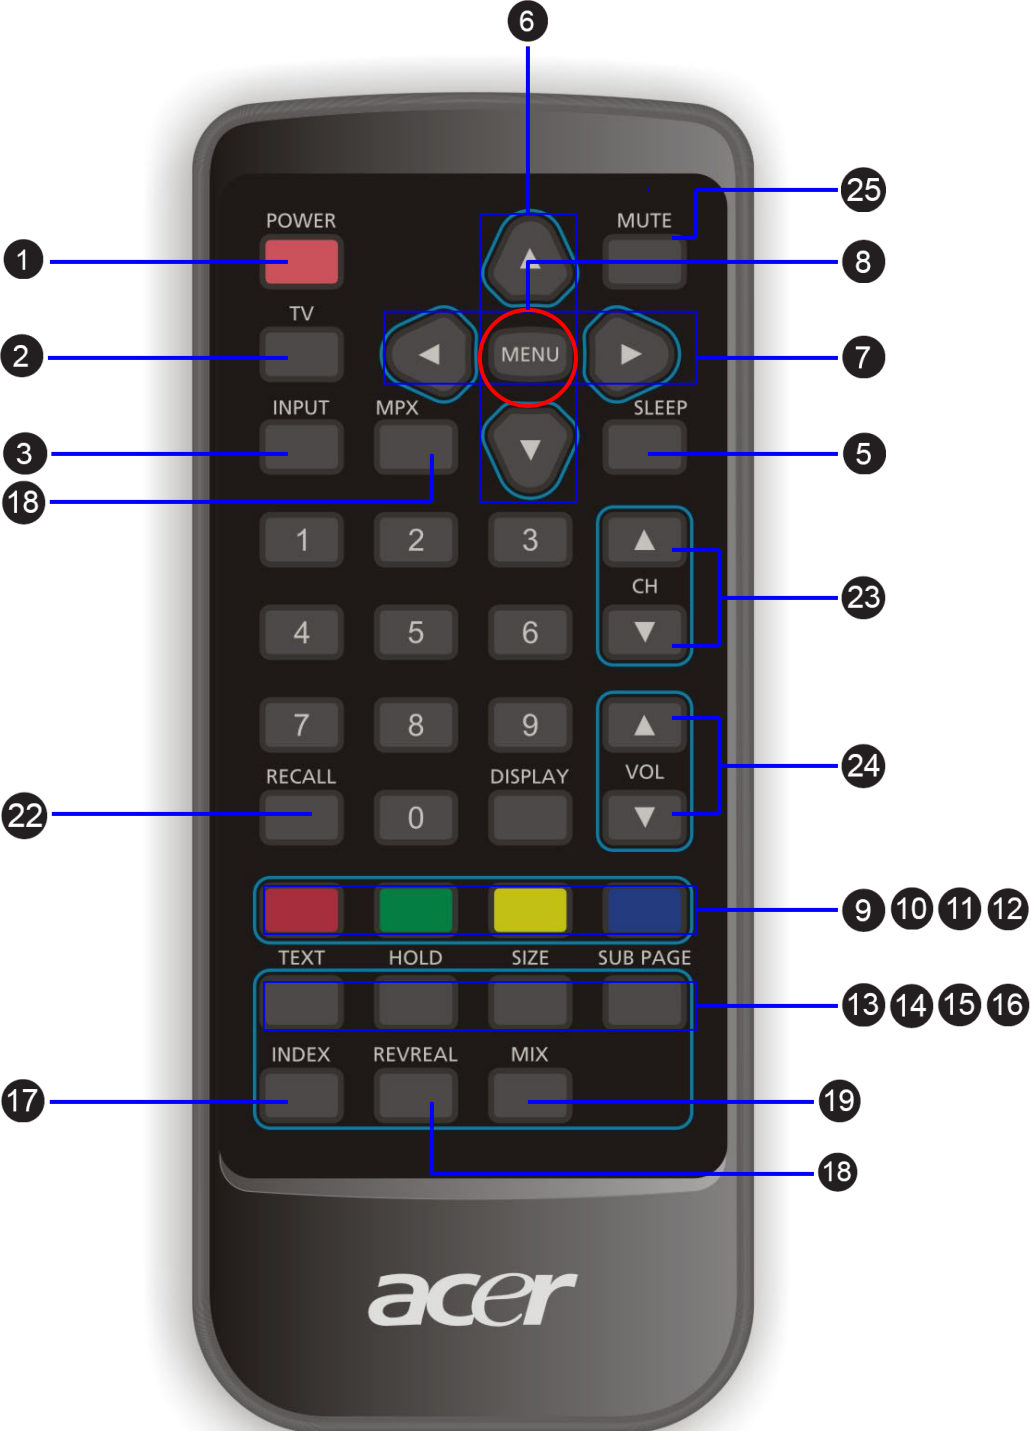 6
25
POWER
MUTE
1
8
TV
2
MENU
7
INPUT
MPX
SLEEP
3
5
18
1 2 3
CH
23
4 5 6
7 8 9
RECALL
DISPLAY
VOL
24
22
0
9 10 11 12
TEXT HOLD SIZE SUB PAGE
13 14 15 16
INDEX REVREAL MIX
17
19
18
acer